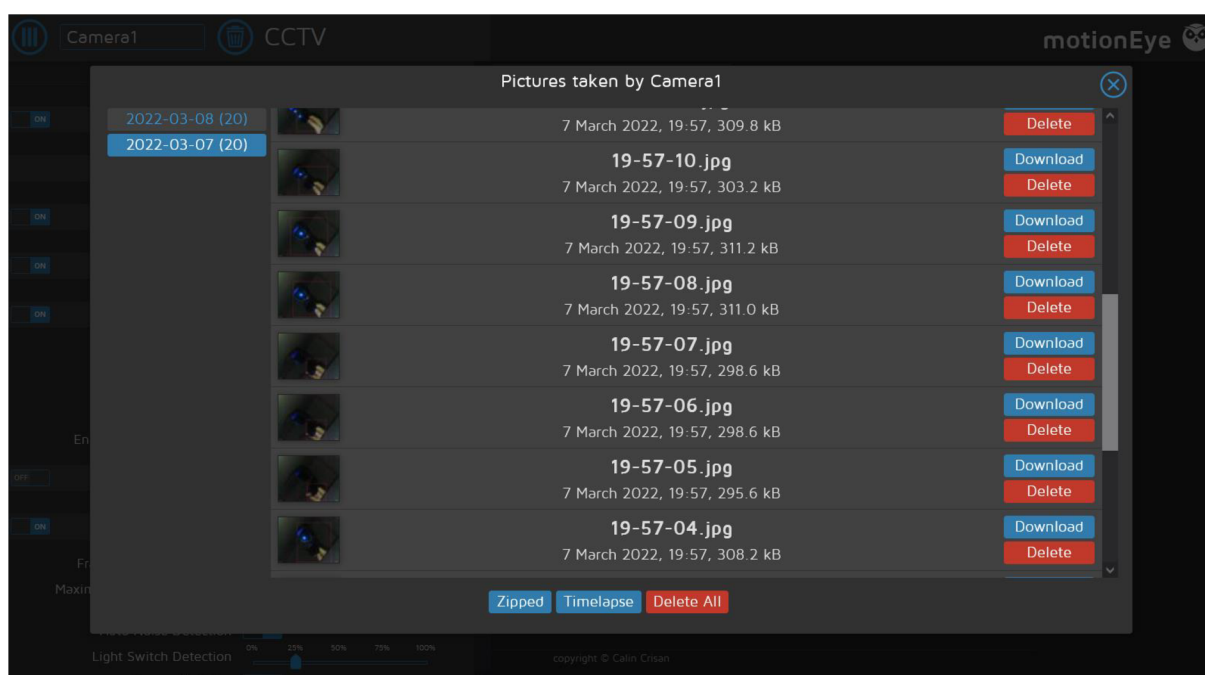 Camera1
CCTV
motionEye
Pictures taken by Camera1
ON
2022-03-08 (20)
2022-03-07 (20)
7 March 2022, 19:57, 309.8 kB
Delete
19-57-10.jpg
Download
7 March 2022, 19:57, 303.2 kB
Delete
ON
19-57-09.jpg
Download
7 March 2022, 19:57, 311.2 kB
Delete
ON
19-57-08.jpg
Download
7 March 2022, 19:57, 311.0 kB
Delete
ON
19-57-07.jpg
Download
7 March 2022, 19:57, 298.6 kB
Delete
19-57-06.jpg
Download
7 March 2022, 19:57, 298.6 kB
Delete
En
19-57-05.jpg
Download
7 March 2022, 19:57, 295.6 kB
Delete
OFF
19-57-04.jpg
Download
7 March 2022, 19:57, 308.2 kB
Delete
ON
Fr
Maxim
Zipped Timelapse Delete All
Light Switch Detection
0% 25% 50% 75% 100%
copyright © Calin Crisan